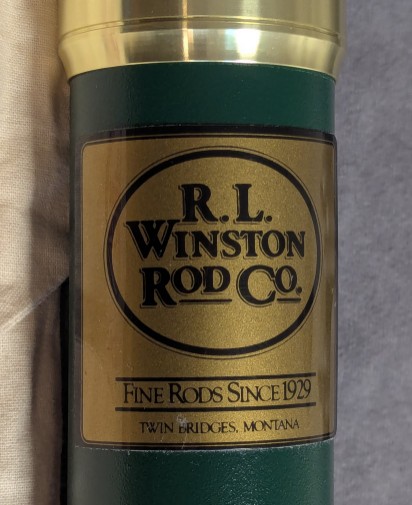 R. L.
WINSTON
ROD CO.
FINE RODS SINCE 1929
TWIN BRIDGES, MONTANA